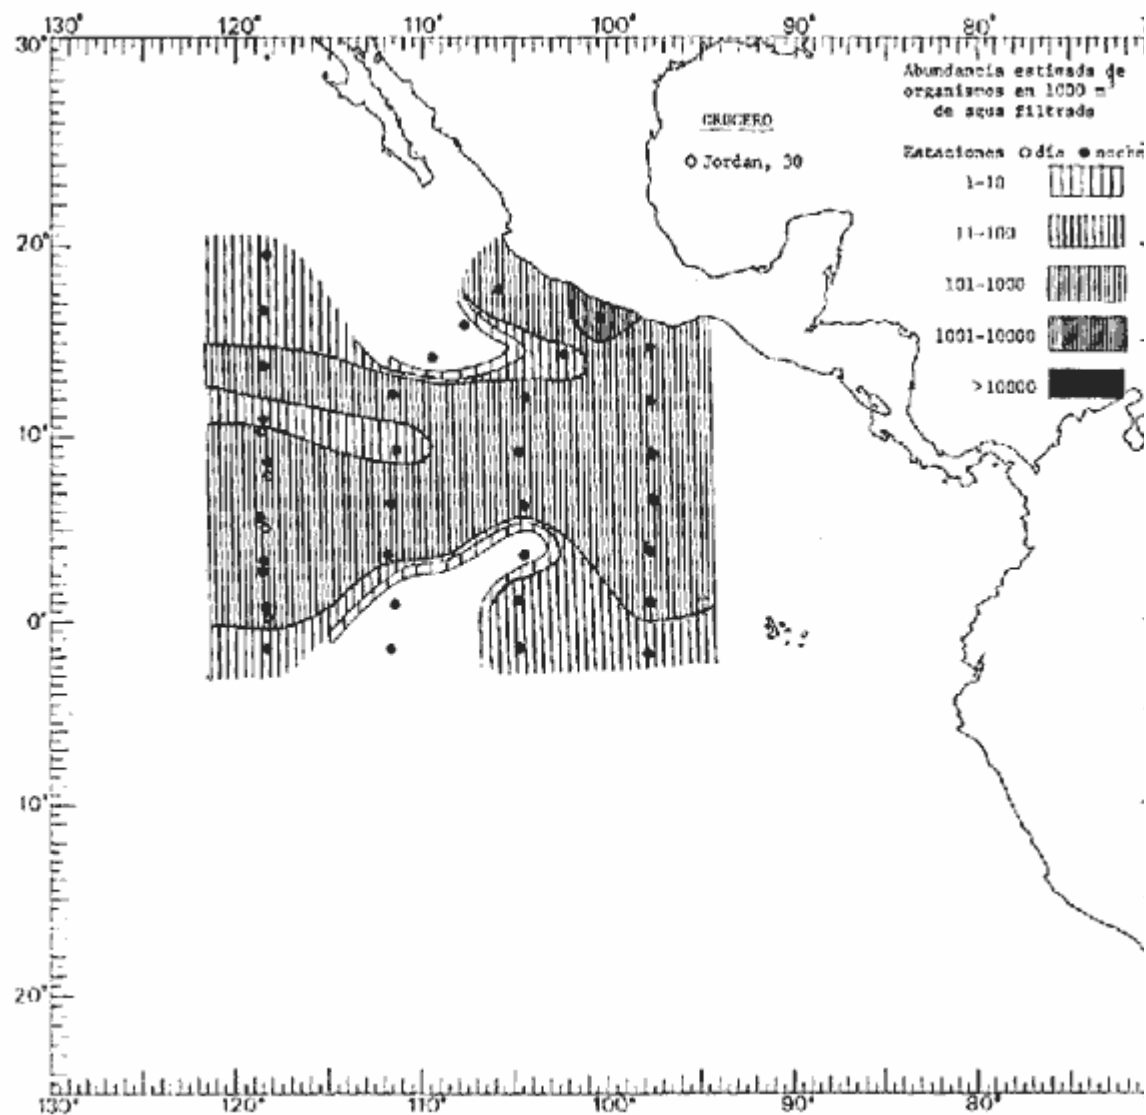 130° 120° 110° 100° 90° 80°
30°
Abundancia estimada de
organismos en 1000 m³
de agua filtrada
CRUCERO
O Jordan, 30
Estaciones O día ● noche
1-10
11-100
101-1000
1001-10000
>10000
20°
10°
0°
10°
20°
130° 120° 110° 100° 90° 80°